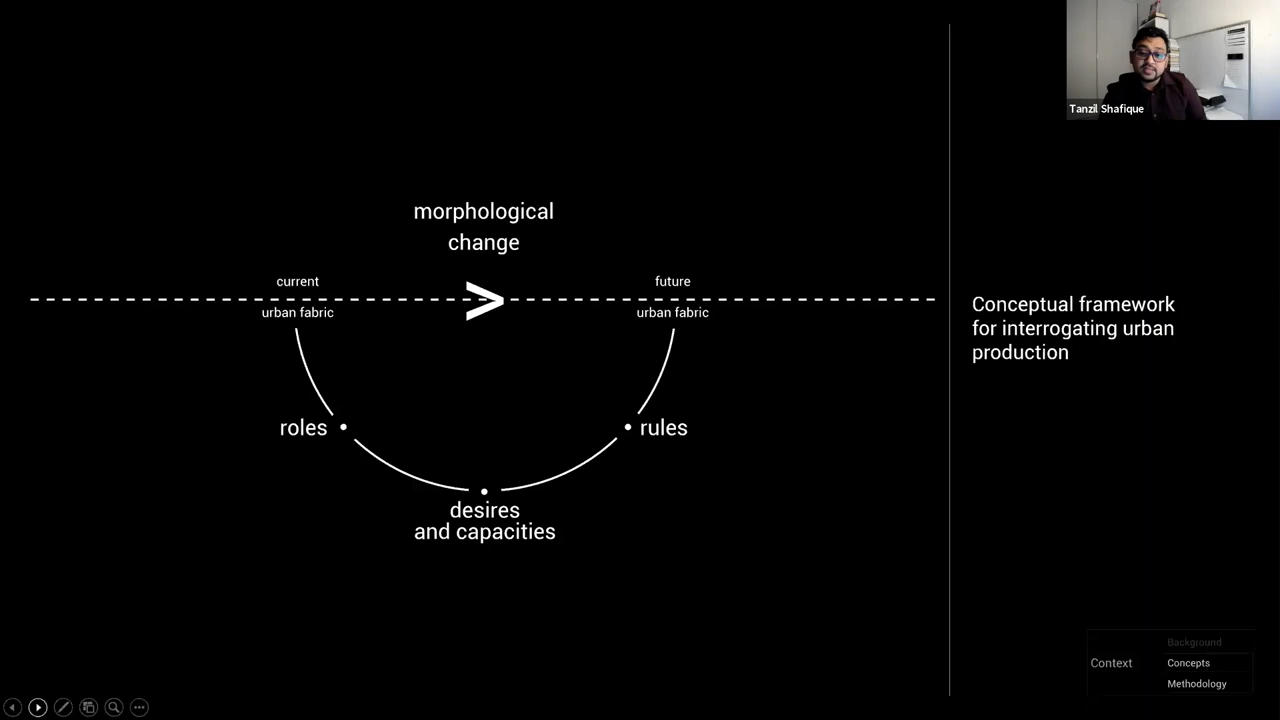 Tanzil Shafique
morphological
change
current
future
>
urban fabric
urban fabric
Conceptual framework
for interrogating urban
production
roles
rules
desires
and capacities
Background
Context
Concepts
Methodology